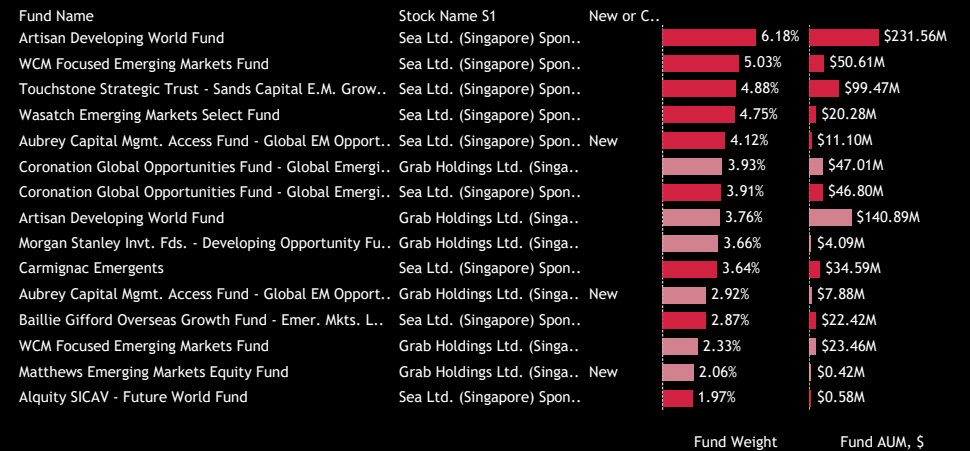 Fund Name Stock Name S1 New or C..
Artisan Developing World Fund Sea Ltd. (Singapore) Spon.. 6.18% $231.56M
WCM Focused Emerging Markets Fund Sea Ltd. (Singapore) Spon.. 5.03% $50.61M
Touchstone Strategic Trust - Sands Capital E.M. Grow.. Sea Ltd. (Singapore) Spon.. 4.88% $99.47M
Wasatch Emerging Markets Select Fund Sea Ltd. (Singapore) Spon.. 4.75% $20.28M
Aubrey Capital Mgmt. Access Fund - Global EM Opport.. Sea Ltd. (Singapore) Spon.. New 4.12% $11.10M
Coronation Global Opportunities Fund - Global Emergi.. Grab Holdings Ltd. (Singa.. 3.93% $47.01M
Coronation Global Opportunities Fund - Global Emergi.. Sea Ltd. (Singapore) Spon.. 3.91% $46.80M
Artisan Developing World Fund Grab Holdings Ltd. (Singa.. 3.76% $140.89M
Morgan Stanley Invt. Fds. - Developing Opportunity Fu.. Grab Holdings Ltd. (Singa.. 3.66% $4.09M
Carmignac Emergents Sea Ltd. (Singapore) Spon.. 3.64% $34.59M
Aubrey Capital Mgmt. Access Fund - Global EM Opport.. Grab Holdings Ltd. (Singa.. New 2.92% $7.88M
Baillie Gifford Overseas Growth Fund - Emer. Mkts. L.. Sea Ltd. (Singapore) Spon.. 2.87% $22.42M
WCM Focused Emerging Markets Fund Grab Holdings Ltd. (Singa.. 2.33% $23.46M
Matthews Emerging Markets Equity Fund Grab Holdings Ltd. (Singa.. New 2.06% $0.42M
Alquity SICAV - Future World Fund Sea Ltd. (Singapore) Spon.. 1.97% $0.58M
Fund Weight Fund AUM, $